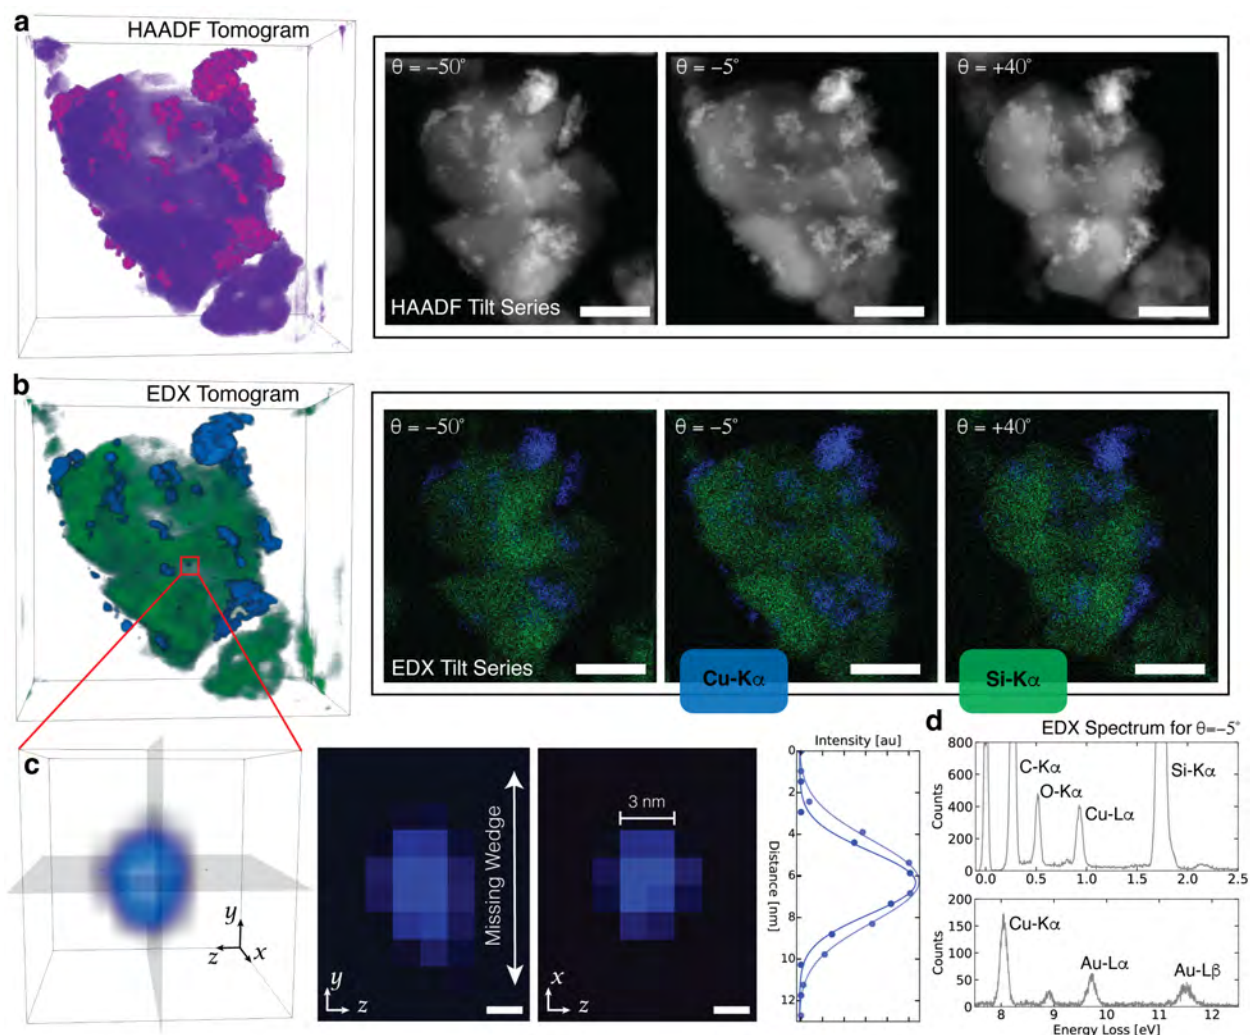 a
HAADF Tomogram
θ = −50°
θ = −5°
θ = +40°
HAADF Tilt Series
b
EDX Tomogram
θ = −50°
θ = −5°
θ = +40°
EDX Tilt Series
Cu-Kα
Si-Kα
c
y
z
x
Missing Wedge
y
z
3 nm
x
z
Intensity [au]
0
2
4
6
8
10
12
Distance [nm]
d
EDX Spectrum for θ=−5°
800
600
400
200
0
Counts
C-Kα
O-Kα
Cu-Lα
Si-Kα
0.0 0.5 1.0 1.5 2.0 2.5
200
150
100
50
0
Counts
Cu-Kα
Au-Lα
Au-Lβ
8 9 10 11 12
Energy Loss [eV]